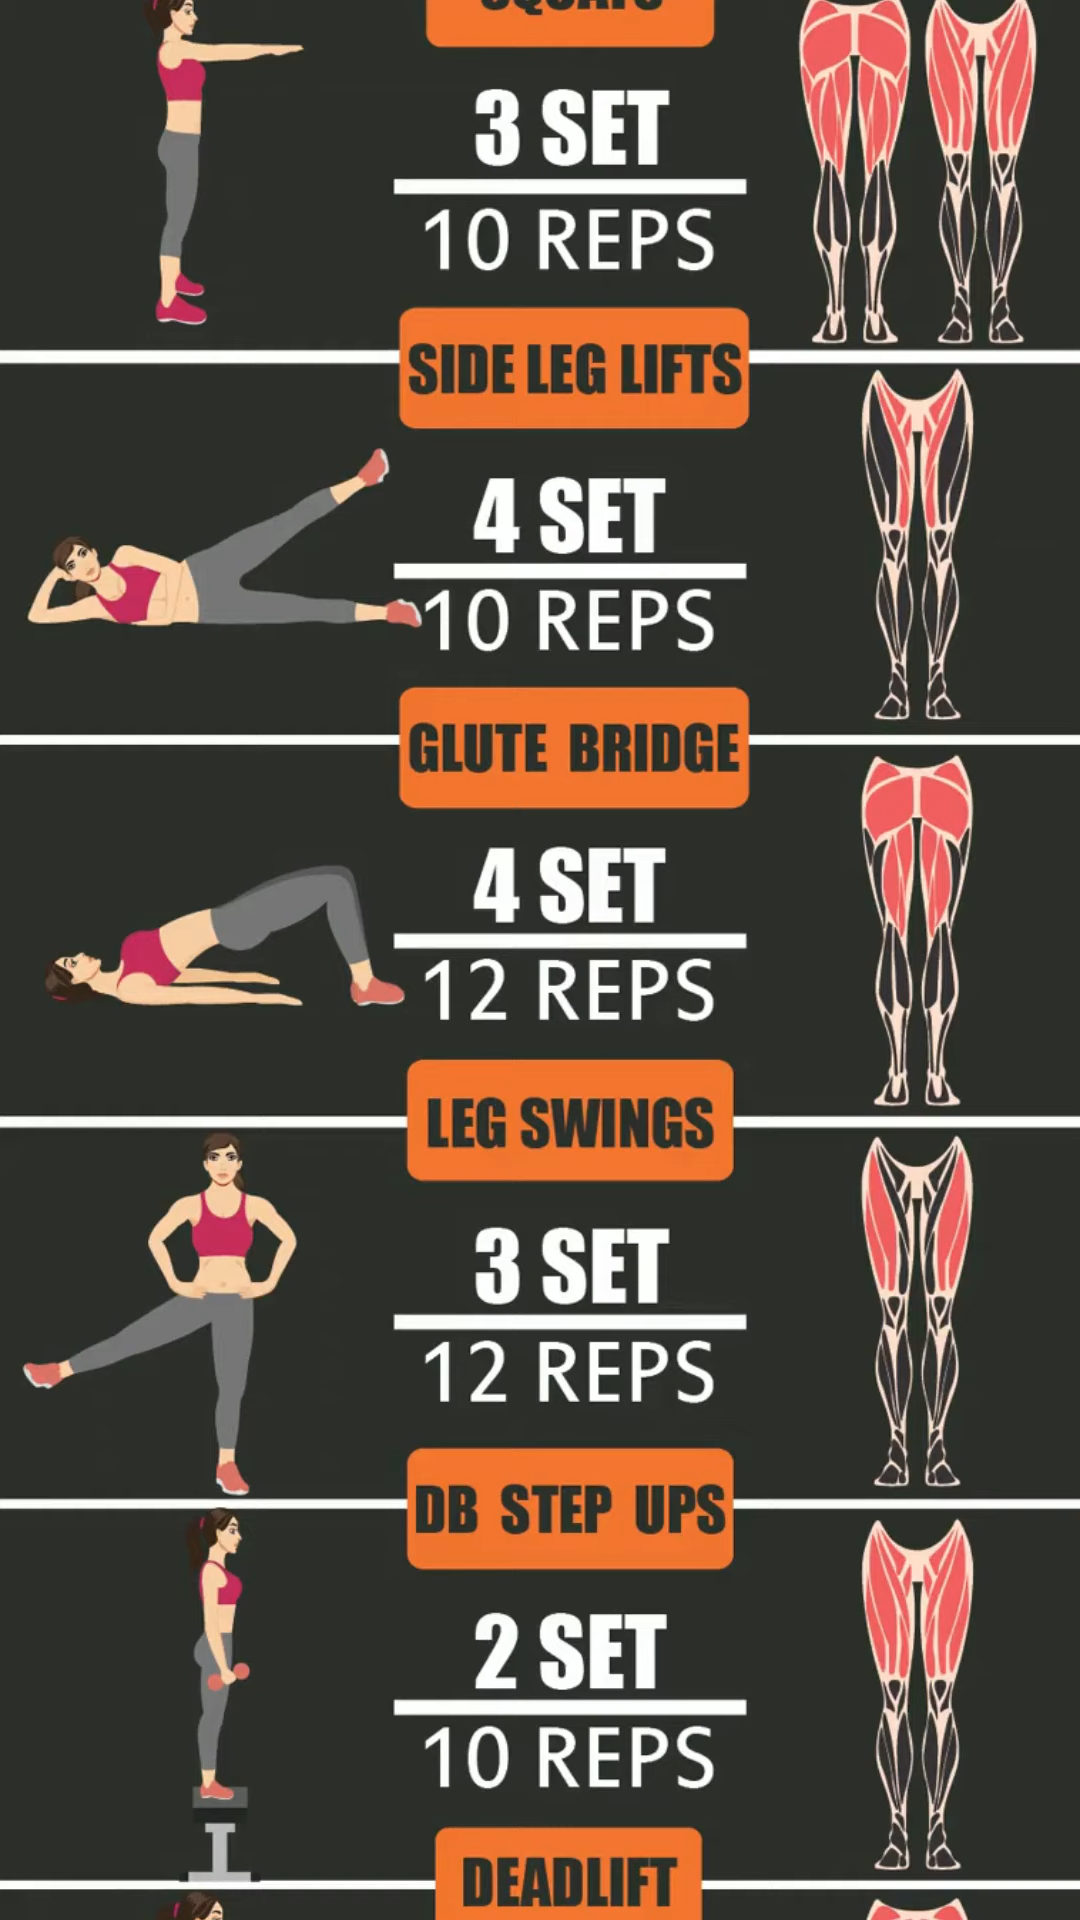 SQUATS
3 SET
10 REPS
SIDE LEG LIFTS
4 SET
10 REPS
GLUTE BRIDGE
4 SET
12 REPS
LEG SWINGS
3 SET
12 REPS
DB STEP UPS
2 SET
10 REPS
DEADLIFT